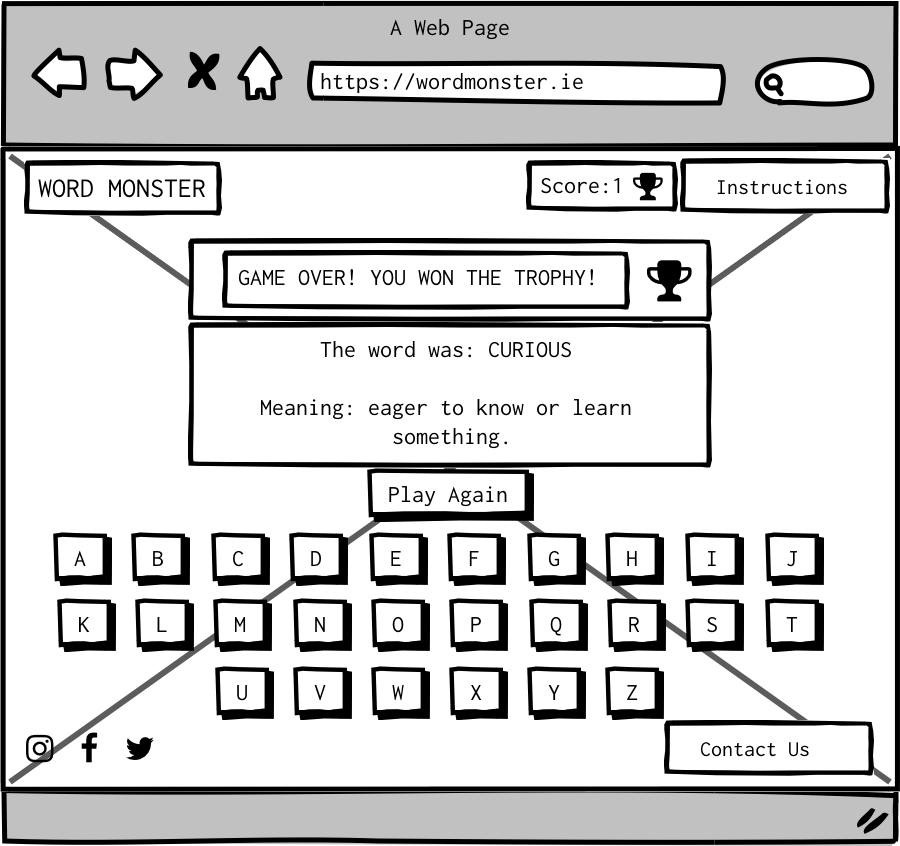 A Web Page
https://wordmonster.ie
WORD MONSTER
Score:1
Instructions
GAME OVER! YOU WON THE TROPHY!
The word was: CURIOUS
Meaning: eager to know or learn
something.
Play Again
A B C D E F G H I J
K L M N O P Q R S T
U V W X Y Z
Contact Us